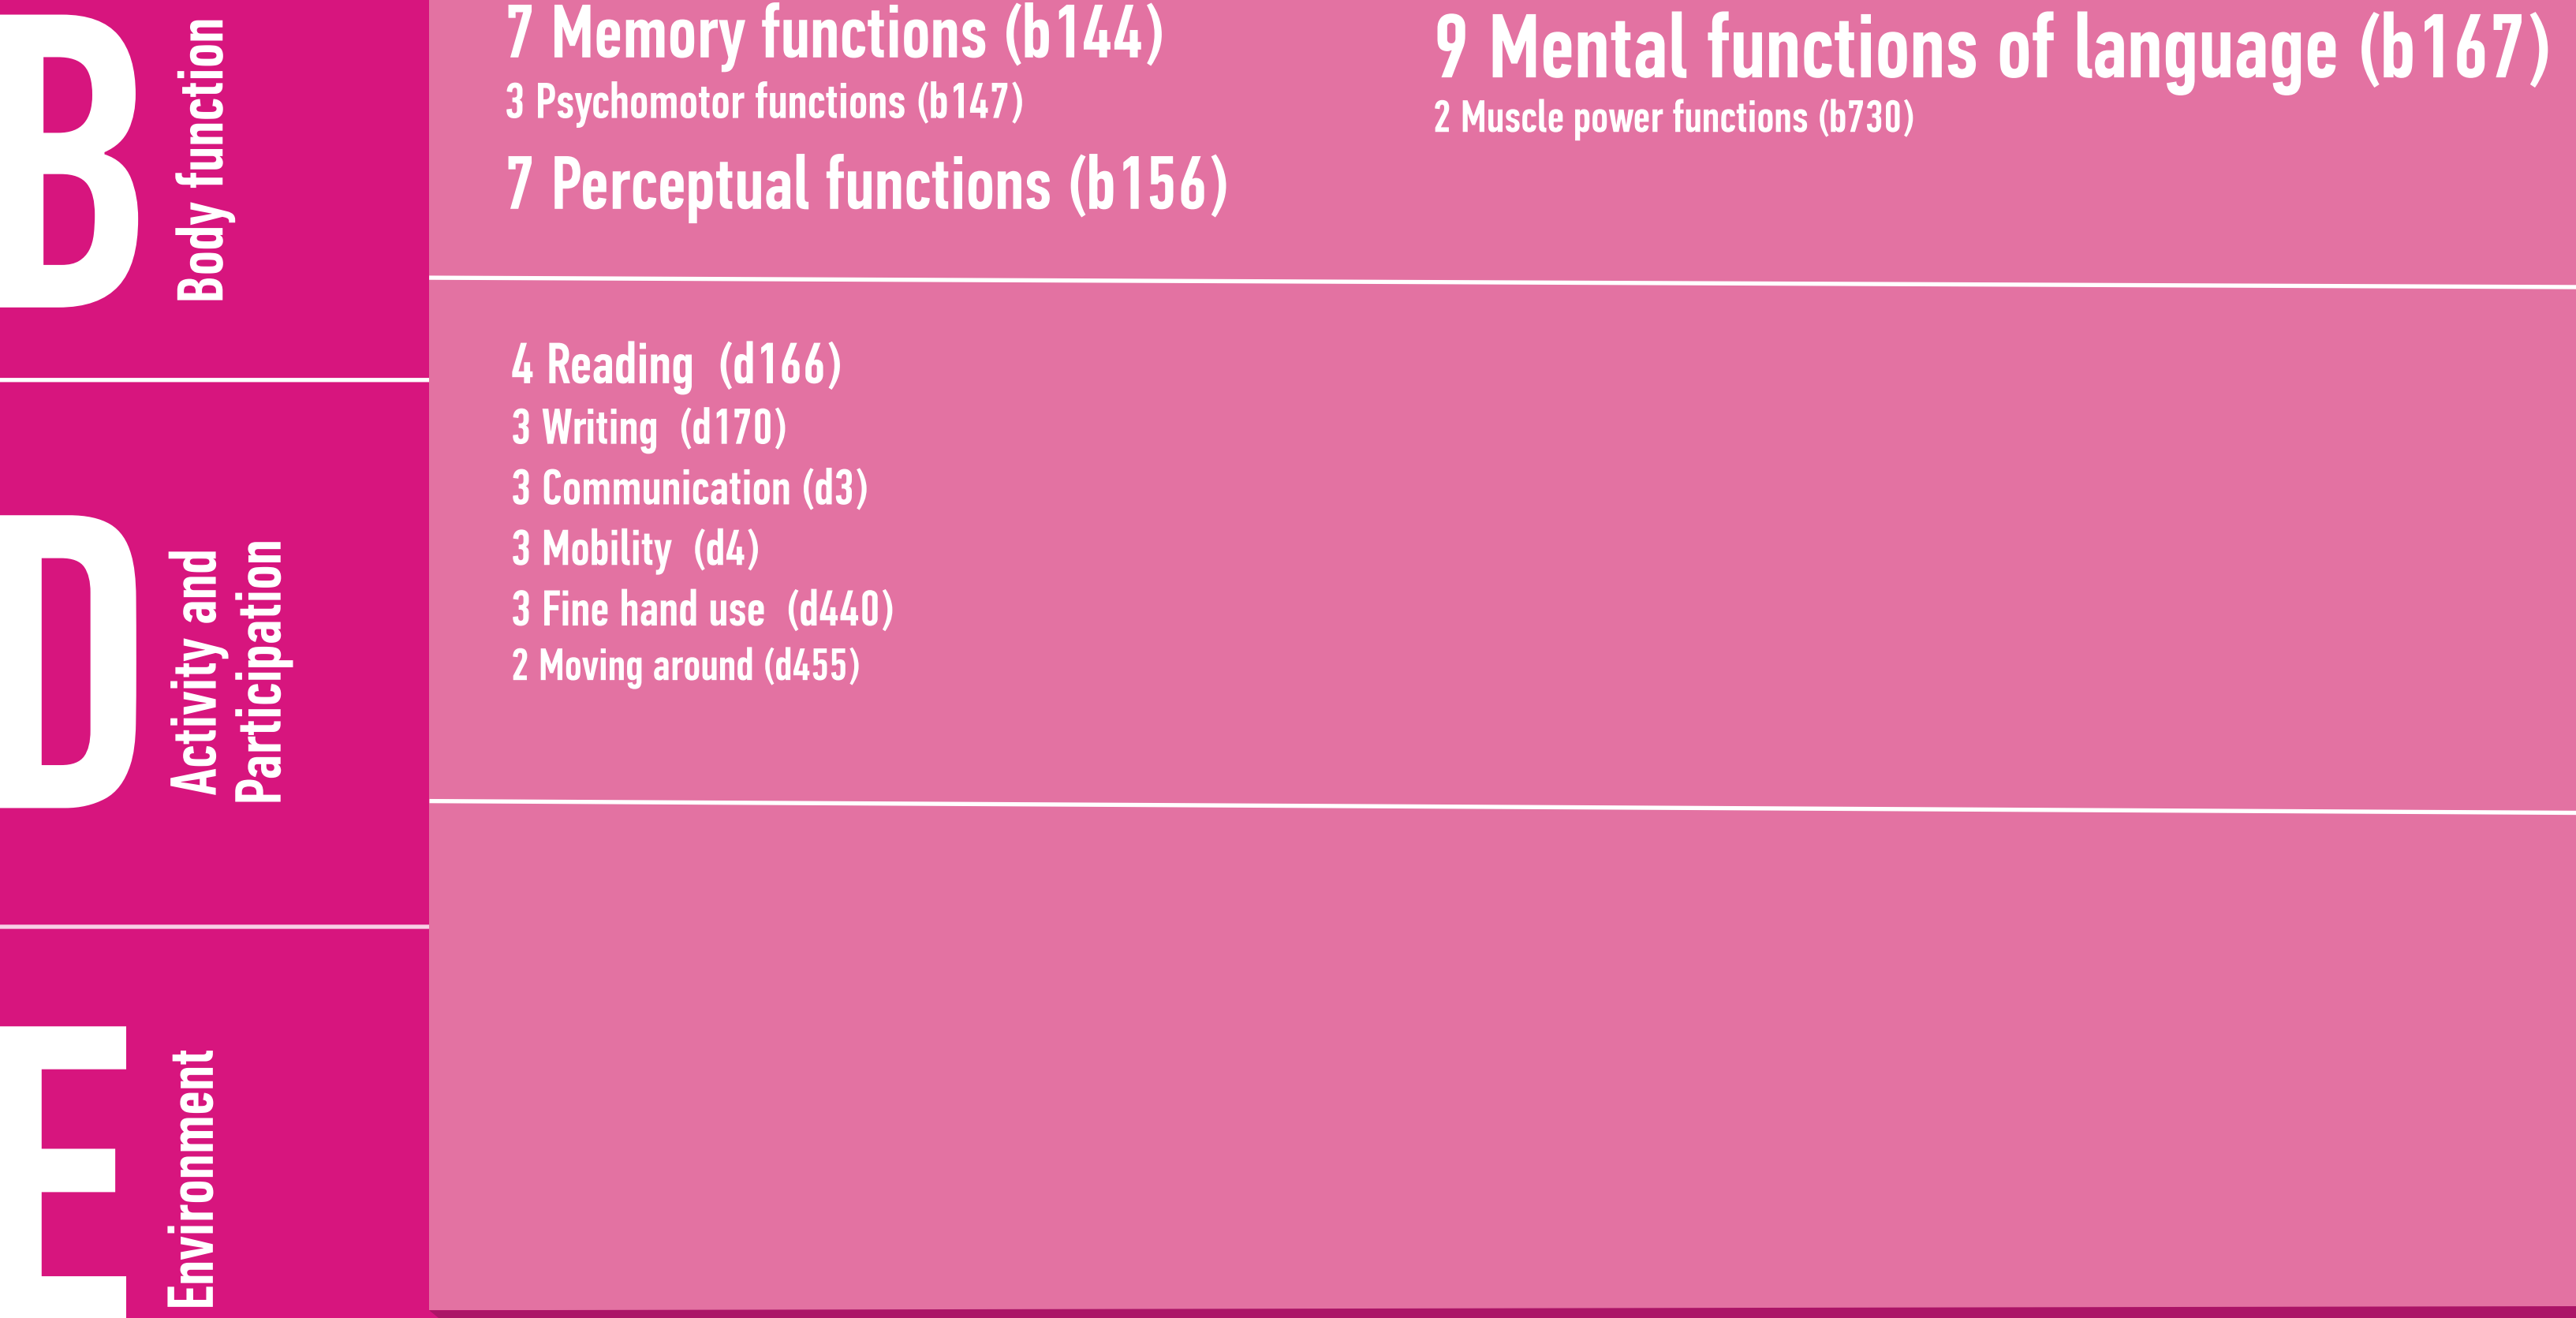 B
Body function
7 Memory functions (b144)
3 Psychomotor functions (b147)
7 Perceptual functions (b156)
9 Mental functions of language (b167)
2 Muscle power functions (b730)
D
Activity and
Participation
4 Reading (d166)
3 Writing (d170)
3 Communication (d3)
3 Mobility (d4)
3 Fine hand use (d440)
2 Moving around (d455)
E
Environment